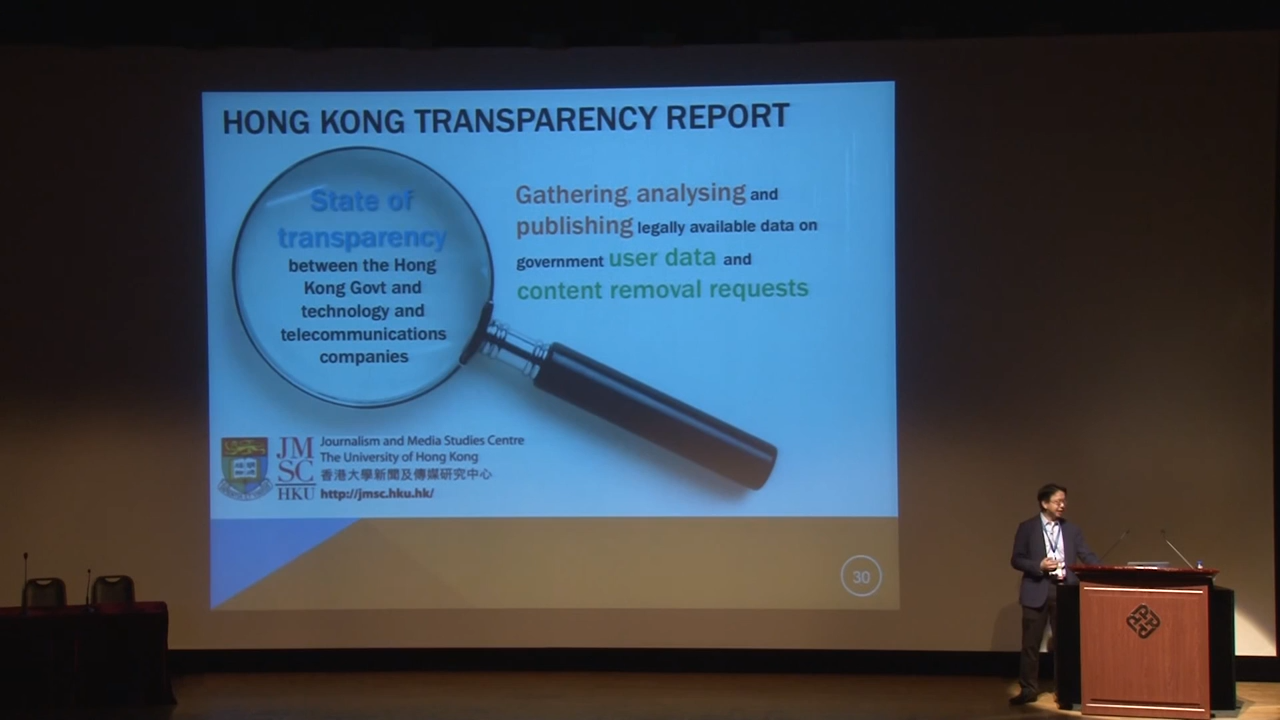 HONG KONG TRANSPARENCY REPORT
State of
transparency
between the Hong
Kong Govt and
technology and
telecommunications
companies
Gathering, analysing and
publishing legally available data on
government user data and
content removal requests
JM
SC
HKU
Journalism and Media Studies Centre
The University of Hong Kong
香港大學新聞及傳媒研究中心
http://jmsc.hku.hk/
30